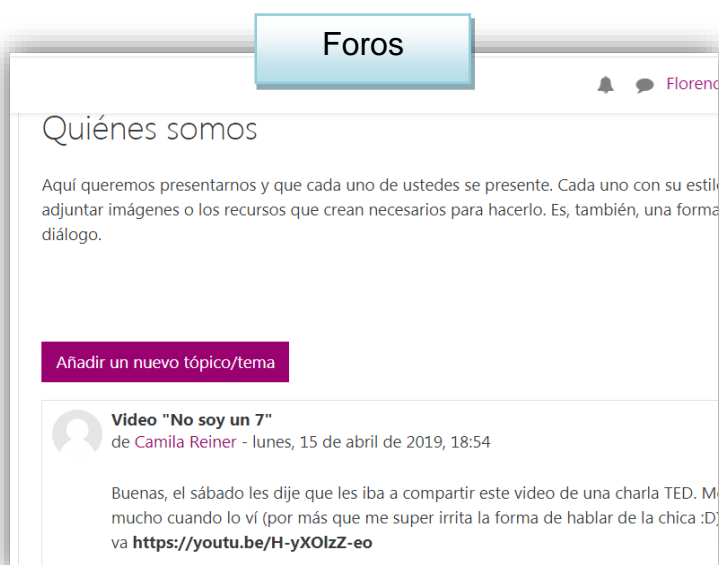 Foros
Florenc
Quiénes somos
Aquí queremos presentarnos y que cada uno de ustedes se presente. Cada uno con su estil
adjuntar imágenes o los recursos que crean necesarios para hacerlo. Es, también, una forma
diálogo.
Añadir un nuevo tópico/tema
Video "No soy un 7"
de Camila Reiner - lunes, 15 de abril de 2019, 18:54
Buenas, el sábado les dije que les iba a compartir este video de una charla TED. M
mucho cuando lo ví (por más que me super irrita la forma de hablar de la chica :D)
va https://youtu.be/H-yXOlzZ-eo